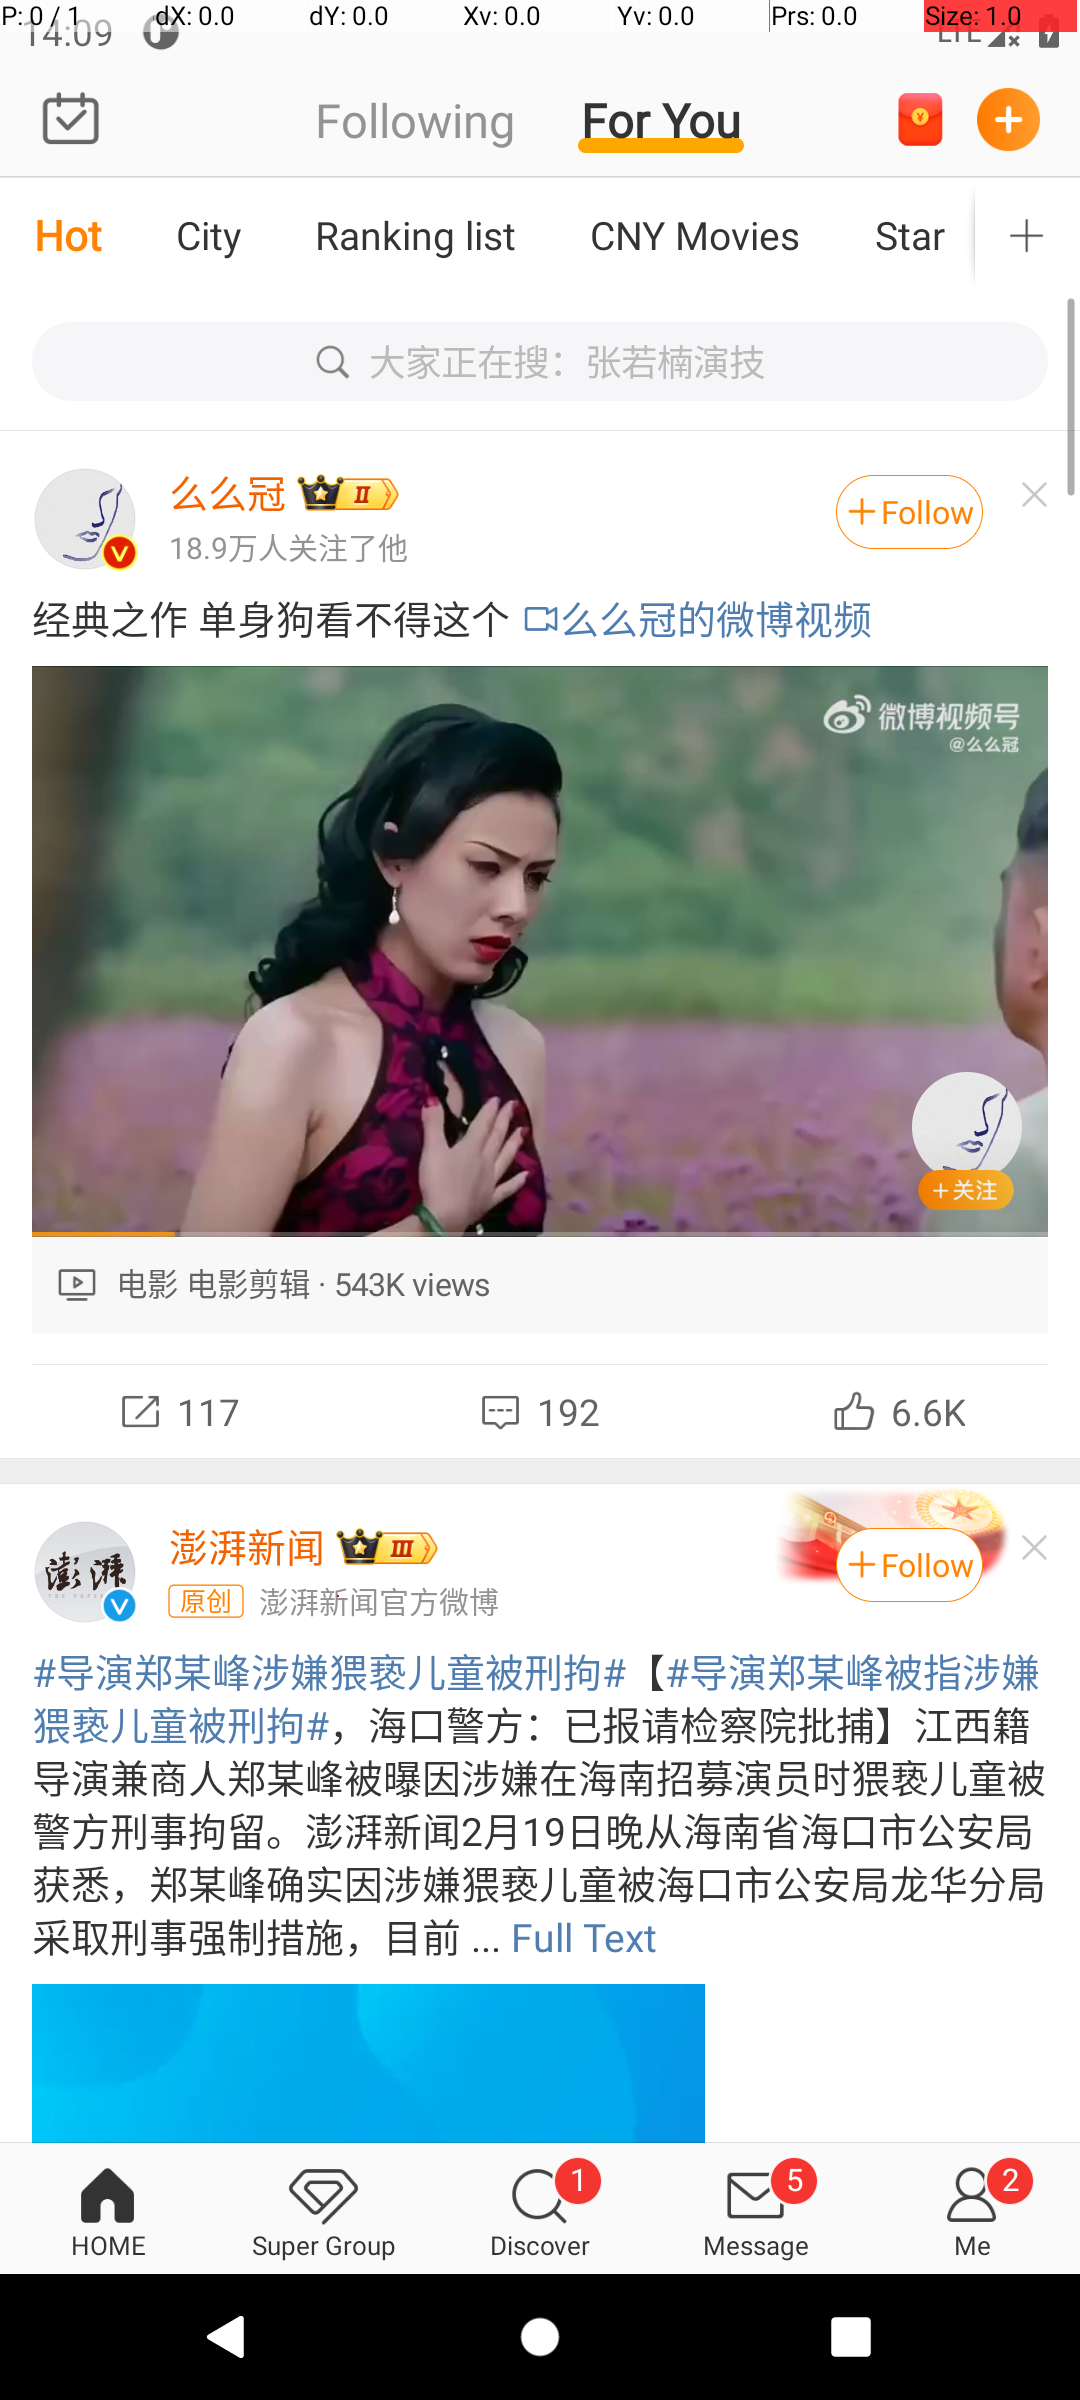 P: 0 / 1 dX: 0.0 dY: 0.0 Xv: 0.0 Yv: 0.0 Prs: 0.0 Size: 1.0
14:09 LTE
Following For You
Hot City Ranking list CNY Movies Star
大家正在搜：张若楠演技
么么冠 II
+Follow
18.9万人关注了他
经典之作 单身狗看不得这个 么么冠的微博视频
微博视频号
@么么冠
+关注
电影 电影剪辑 · 543K views
117 192 6.6K
澎湃新闻 III
+Follow
原创 澎湃新闻官方微博
澎湃
#导演郑某峰涉嫌猥亵儿童被刑拘#【#导演郑某峰被指涉嫌
猥亵儿童被刑拘#，海口警方：已报请检察院批捕】江西籍
导演兼商人郑某峰被曝因涉嫌在海南招募演员时猥亵儿童被
警方刑事拘留。澎湃新闻2月19日晚从海南省海口市公安局
获悉，郑某峰确实因涉嫌猥亵儿童被海口市公安局龙华分局
采取刑事强制措施，目前 ... Full Text
1 5 2
HOME Super Group Discover Message Me